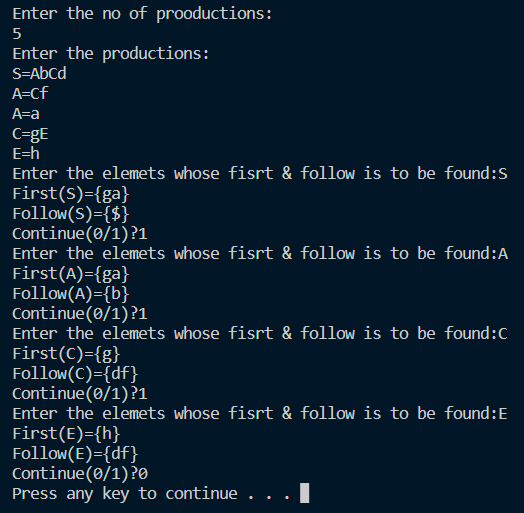 Enter the no of prooductions:
5
Enter the productions:
S=AbCd
A=Cf
A=a
C=gE
E=h
Enter the elemets whose fisrt & follow is to be found:S
First(S)={ga}
Follow(S)={$}
Continue(0/1)?1
Enter the elemets whose fisrt & follow is to be found:A
First(A)={ga}
Follow(A)={b}
Continue(0/1)?1
Enter the elemets whose fisrt & follow is to be found:C
First(C)={g}
Follow(C)={df}
Continue(0/1)?1
Enter the elemets whose fisrt & follow is to be found:E
First(E)={h}
Follow(E)={df}
Continue(0/1)?0
Press any key to continue . . .